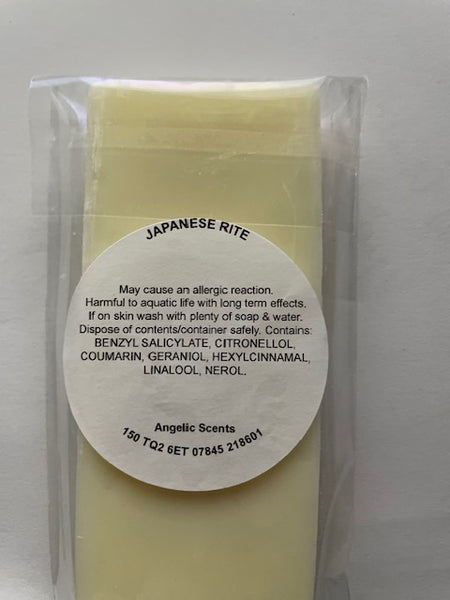 JAPANESE RITE
May cause an allergic reaction.
Harmful to aquatic life with long term effects.
If on skin wash with plenty of soap & water.
Dispose of contents/container safely. Contains:
BENZYL SALICYLATE, CITRONELLOL,
COUMARIN, GERANIOL, HEXYLCINNAMAL,
LINALOOL, NEROL.
Angelic Scents
150 TQ2 6ET 07845 218601